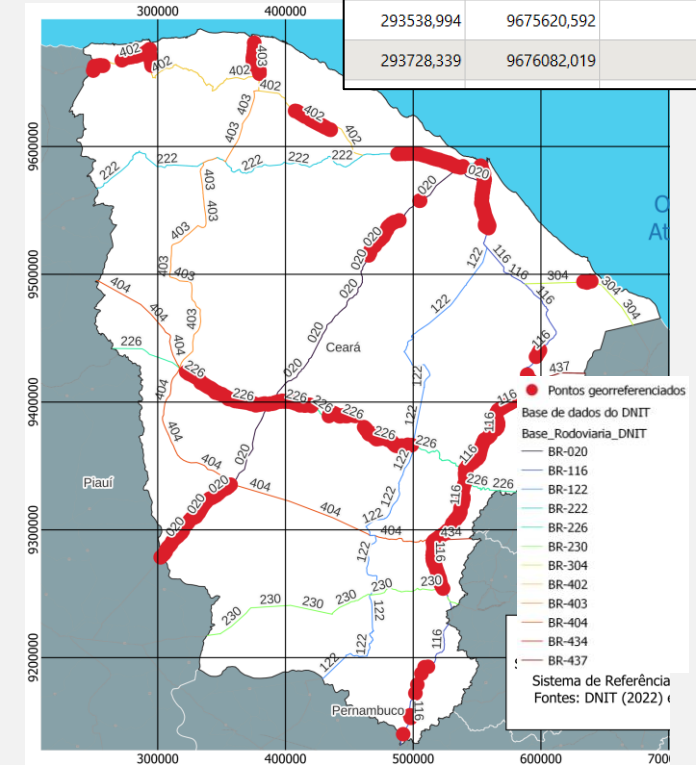 293538,994 9675620,592
293728,339 9676082,019
300000 400000
402 402 403 402
402
403
402 402
403
222 222 222 222 222
020
9600000
403 403
020
403
020 020
116 116
122
304 304
304
403
9500000
404
020
116
404
403
122
020
116
226
404
Ceará
437
226
020
122
226 226 226 226
116
9400000
404
116
226
404
020
122
116
226 226
Piauí
404
404
122
116
020 020 020
122
404
434
9300000
122
116
230 230 230 230 230
230
122
122
116
9200000
122
Pernambuco
116
300000 400000 500000 600000 700
Pontos georreferenciados
Base de dados do DNIT
Base_Rodoviaria_DNIT
BR-020
BR-116
BR-122
BR-222
BR-226
BR-230
BR-304
BR-402
BR-403
BR-404
BR-434
BR-437
Sistema de Referência
Fontes: DNIT (2022) e
O
At